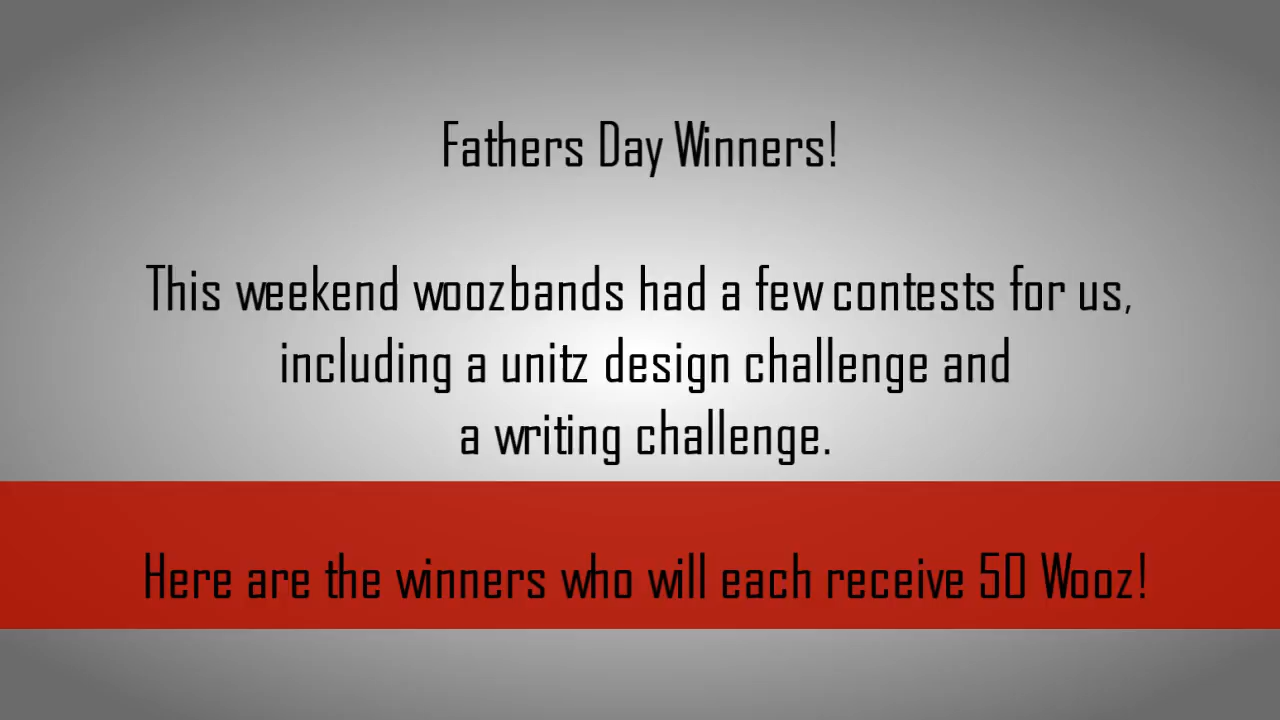 Fathers Day Winners!
This weekend woozbands had a few contests for us,
including a unitz design challenge and
a writing challenge.
Here are the winners who will each receive 50 Wooz!